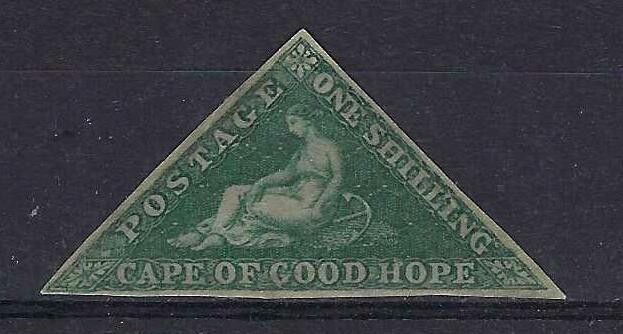 POSTAGE
ONE SHILLING
CAPE OF GOOD HOPE